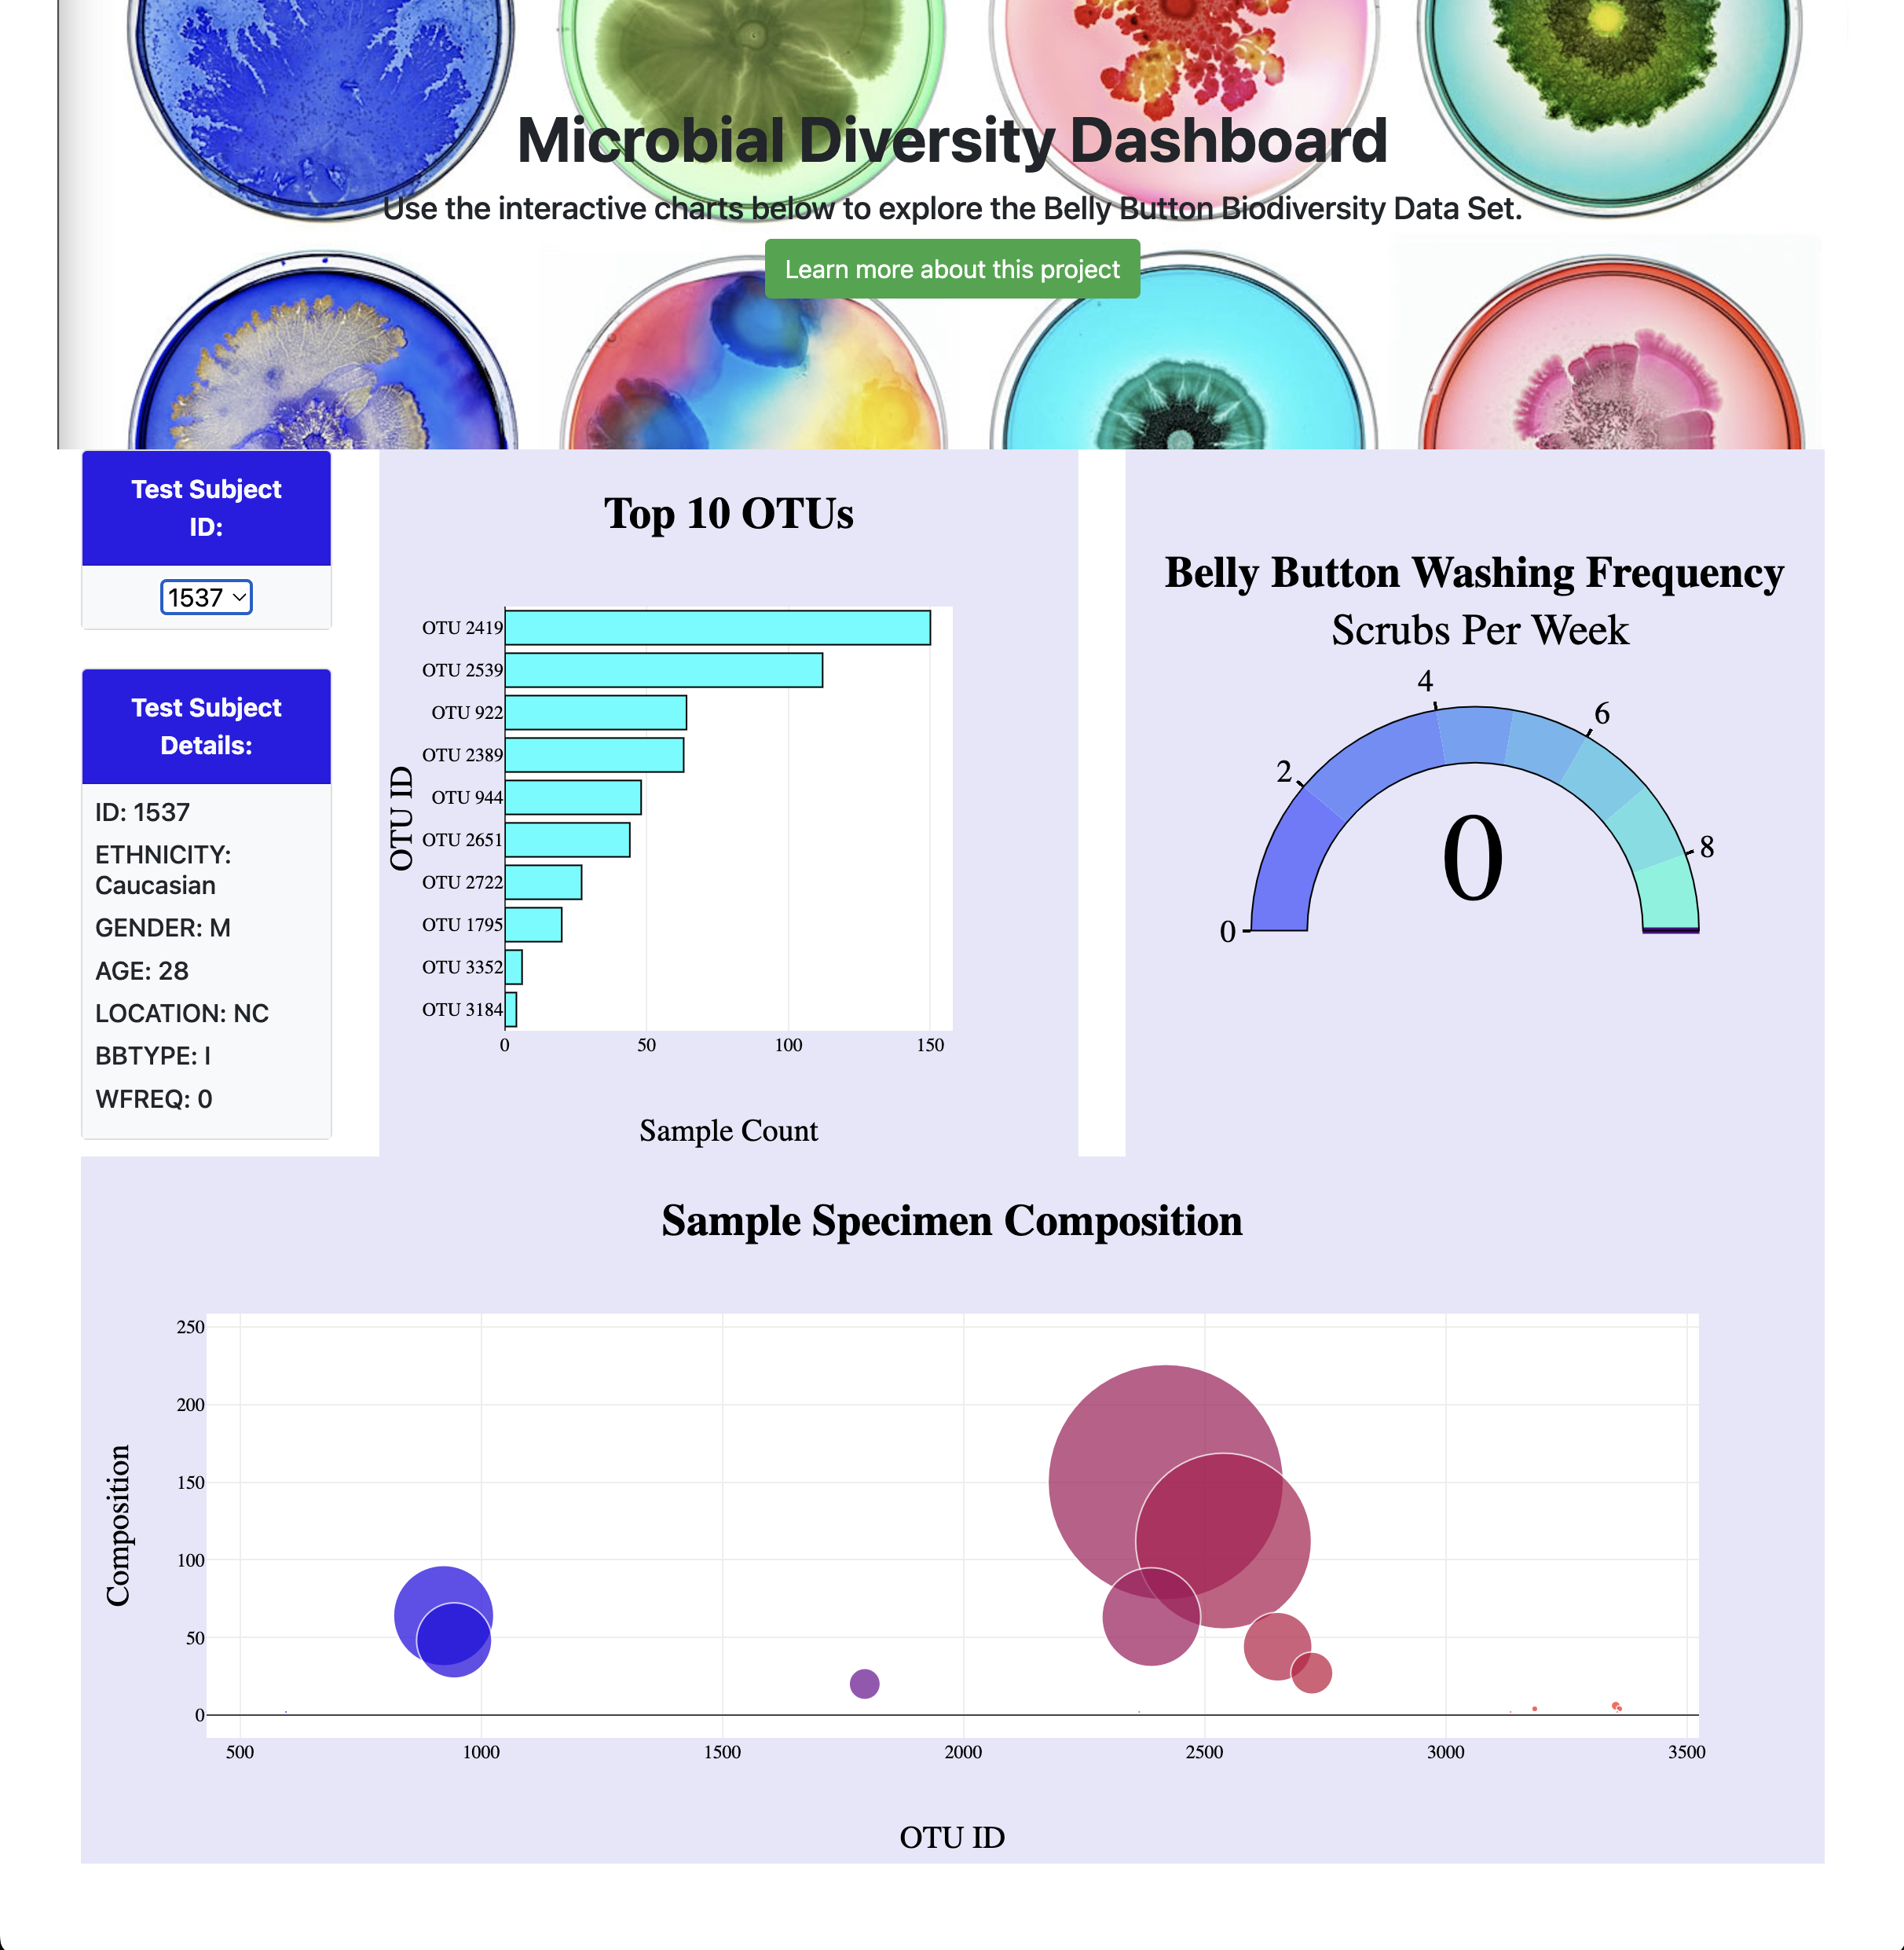 Microbial Diversity Dashboard
Use the interactive charts below to explore the Belly Button Biodiversity Data Set.
Learn more about this project
Test Subject
ID:
1537
Test Subject
Details:
ID: 1537
ETHNICITY:
Caucasian
GENDER: M
AGE: 28
LOCATION: NC
BBTYPE: I
WFREQ: 0
Top 10 OTUs
OTU ID
OTU 2419
OTU 2539
OTU 922
OTU 2389
OTU 944
OTU 2651
OTU 2722
OTU 1795
OTU 3352
OTU 3184
0 50 100 150
Sample Count
Belly Button Washing Frequency
Scrubs Per Week
0
2
4
6
8
0
Sample Specimen Composition
Composition
250
200
150
100
50
0
500 1000 1500 2000 2500 3000 3500
OTU ID